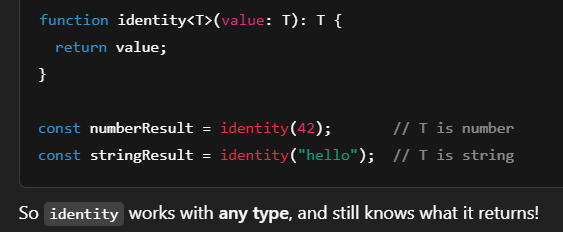 function identity<T>(value: T): T {
  return value;
}
const numberResult = identity(42);       // T is number
const stringResult = identity("hello");  // T is string
So identity works with any type, and still knows what it returns!